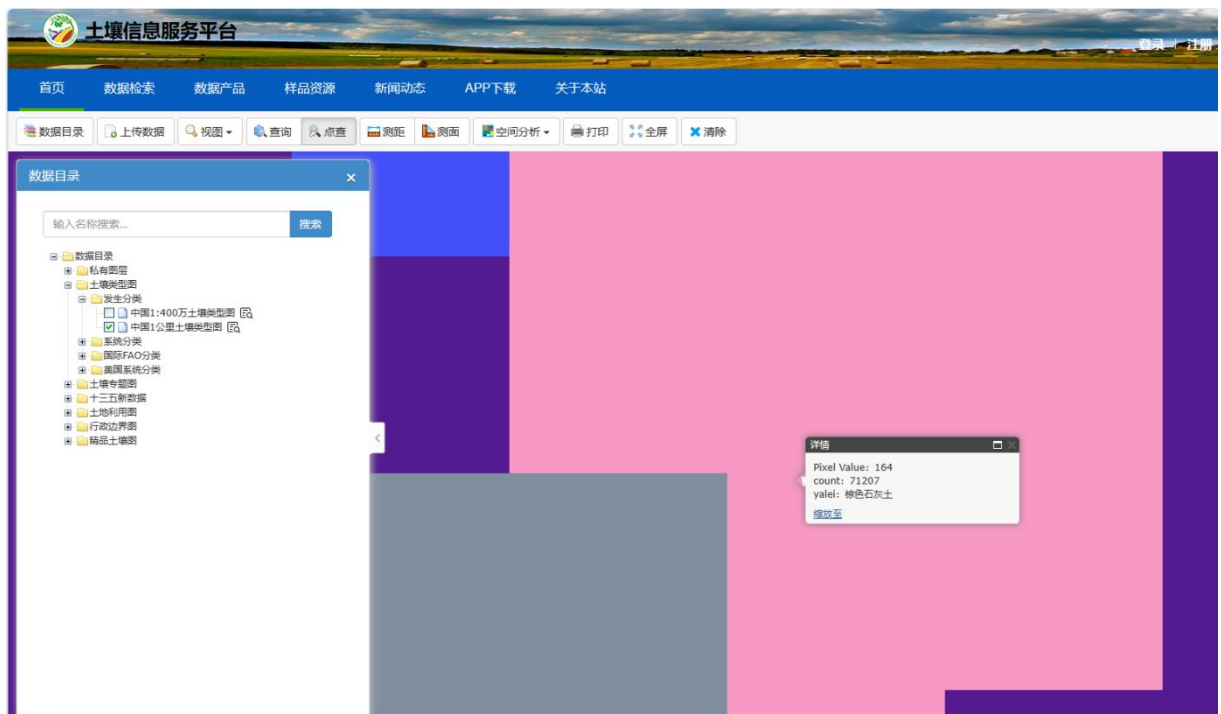 土壤信息服务平台
登录 | 注册
首页 数据检索 数据产品 样品资源 新闻动态 APP下载 关于本站
数据目录 上传数据 视图 查询 点查 测距 测面 空间分析 打印 全屏 清除
数据目录 ×
输入名称搜索... 搜索
数据目录
私有图层
土壤类型图
发生分类
中国1:400万土壤类型图
中国1公里土壤类型图
系统分类
国际FAO分类
美国系统分类
土壤专题图
十三五新数据
土地利用图
行政边界图
精品土壤图
详情
Pixel Value: 164
count: 71207
yalei: 棕色石灰土
缩放至